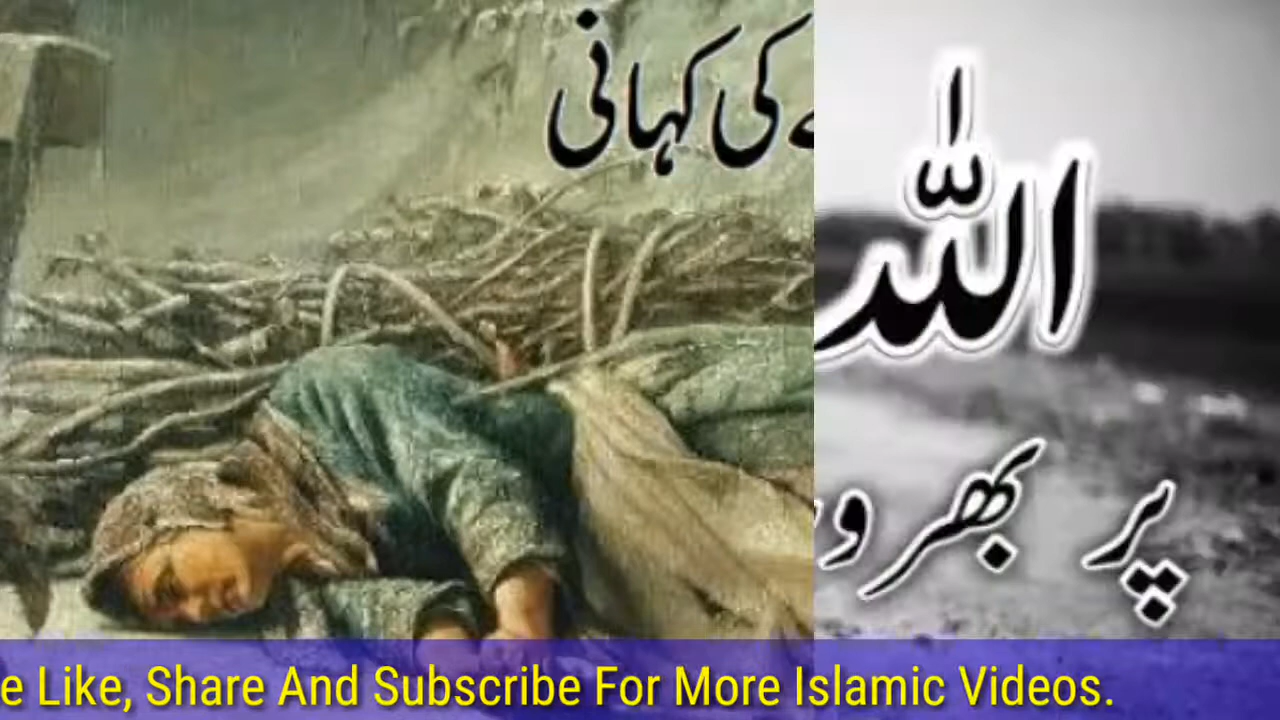 کی کہانی
اللہ
پر بھرو
e Like, Share And Subscribe For More Islamic Videos.